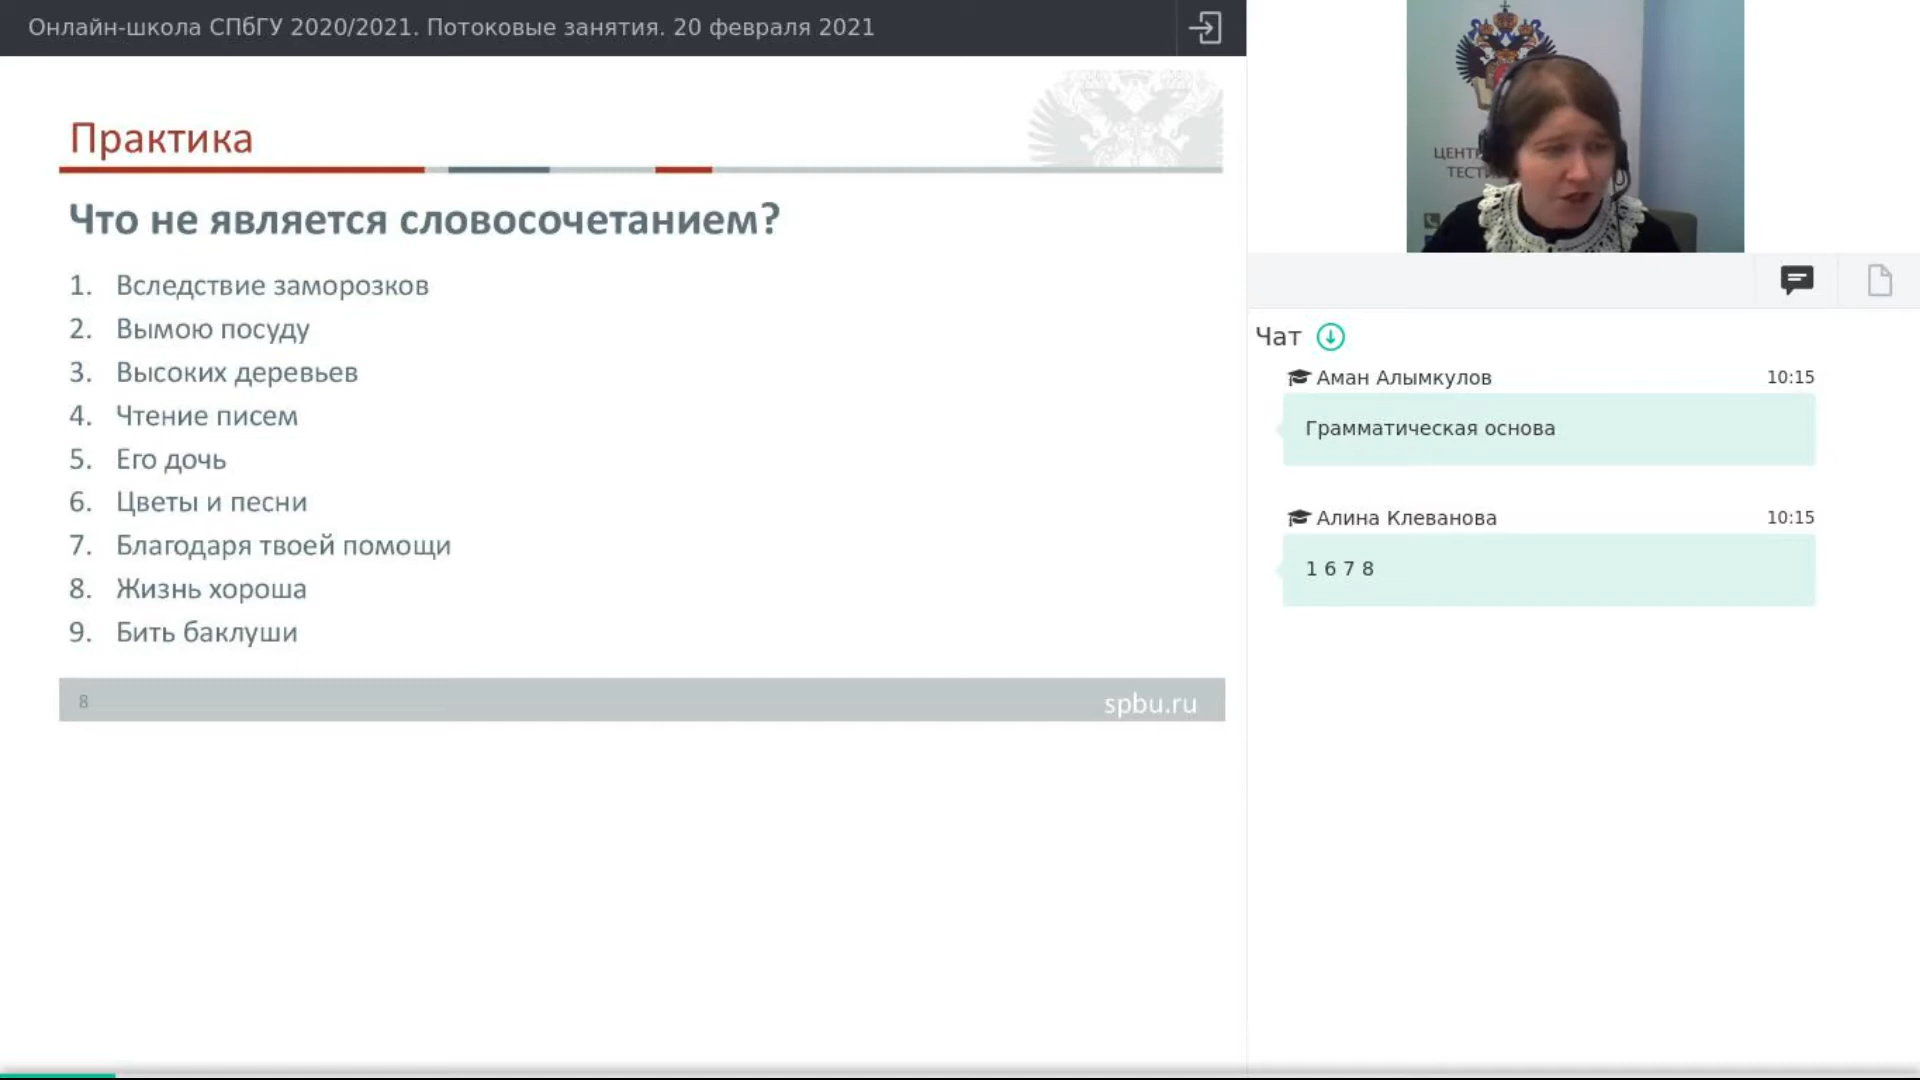 Онлайн-школа СПбГУ 2020/2021. Потоковые занятия. 20 февраля 2021
Практика
Что не является словосочетанием?
1. Вследствие заморозков
2. Вымою посуду
3. Высоких деревьев
4. Чтение писем
5. Его дочь
6. Цветы и песни
7. Благодаря твоей помощи
8. Жизнь хороша
9. Бить баклуши
8
spbu.ru
Чат
Аман Алымкулов 10:15
Грамматическая основа
Алина Клеванова 10:15
1 6 7 8